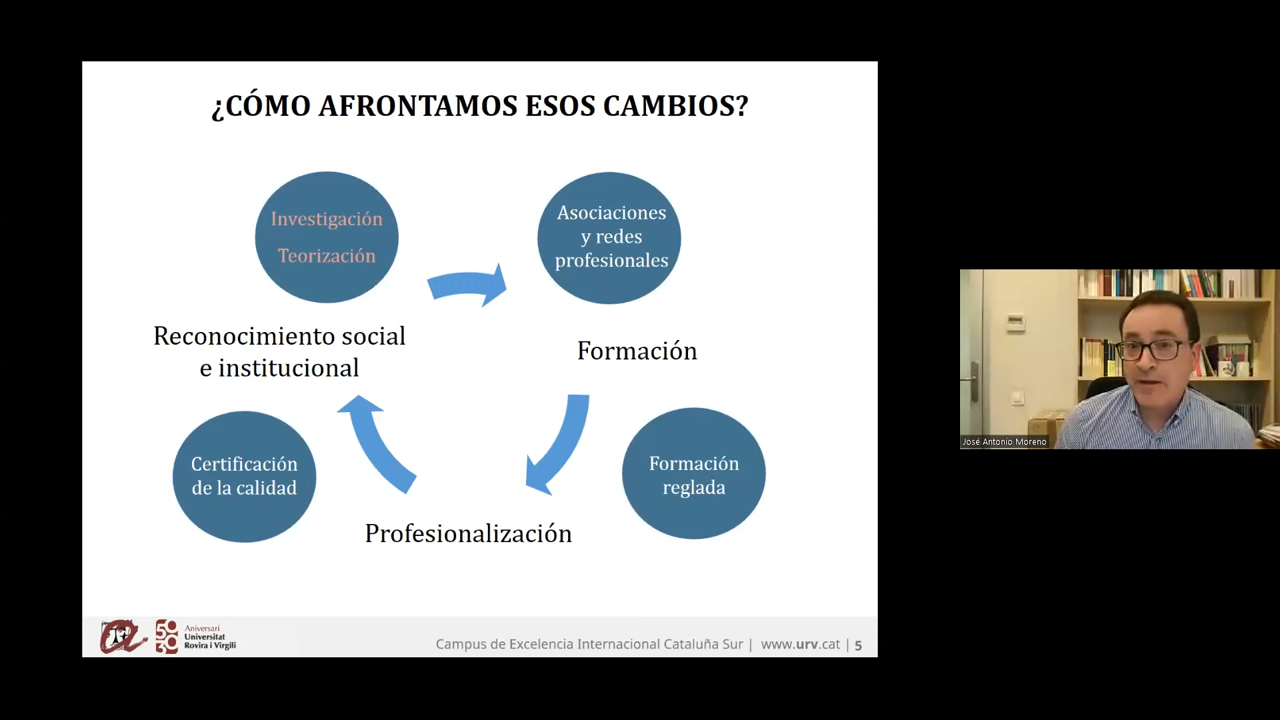 ¿CÓMO AFRONTAMOS ESOS CAMBIOS?
Investigación
Teorización
Asociaciones
y redes
profesionales
Reconocimiento social
e institucional
Formación
Certificación
de la calidad
Formación
reglada
Profesionalización
Aniversari
Universitat
Rovira i Virgili
Campus de Excelencia Internacional Cataluña Sur | www.urv.cat | 5
José Antonio Moreno